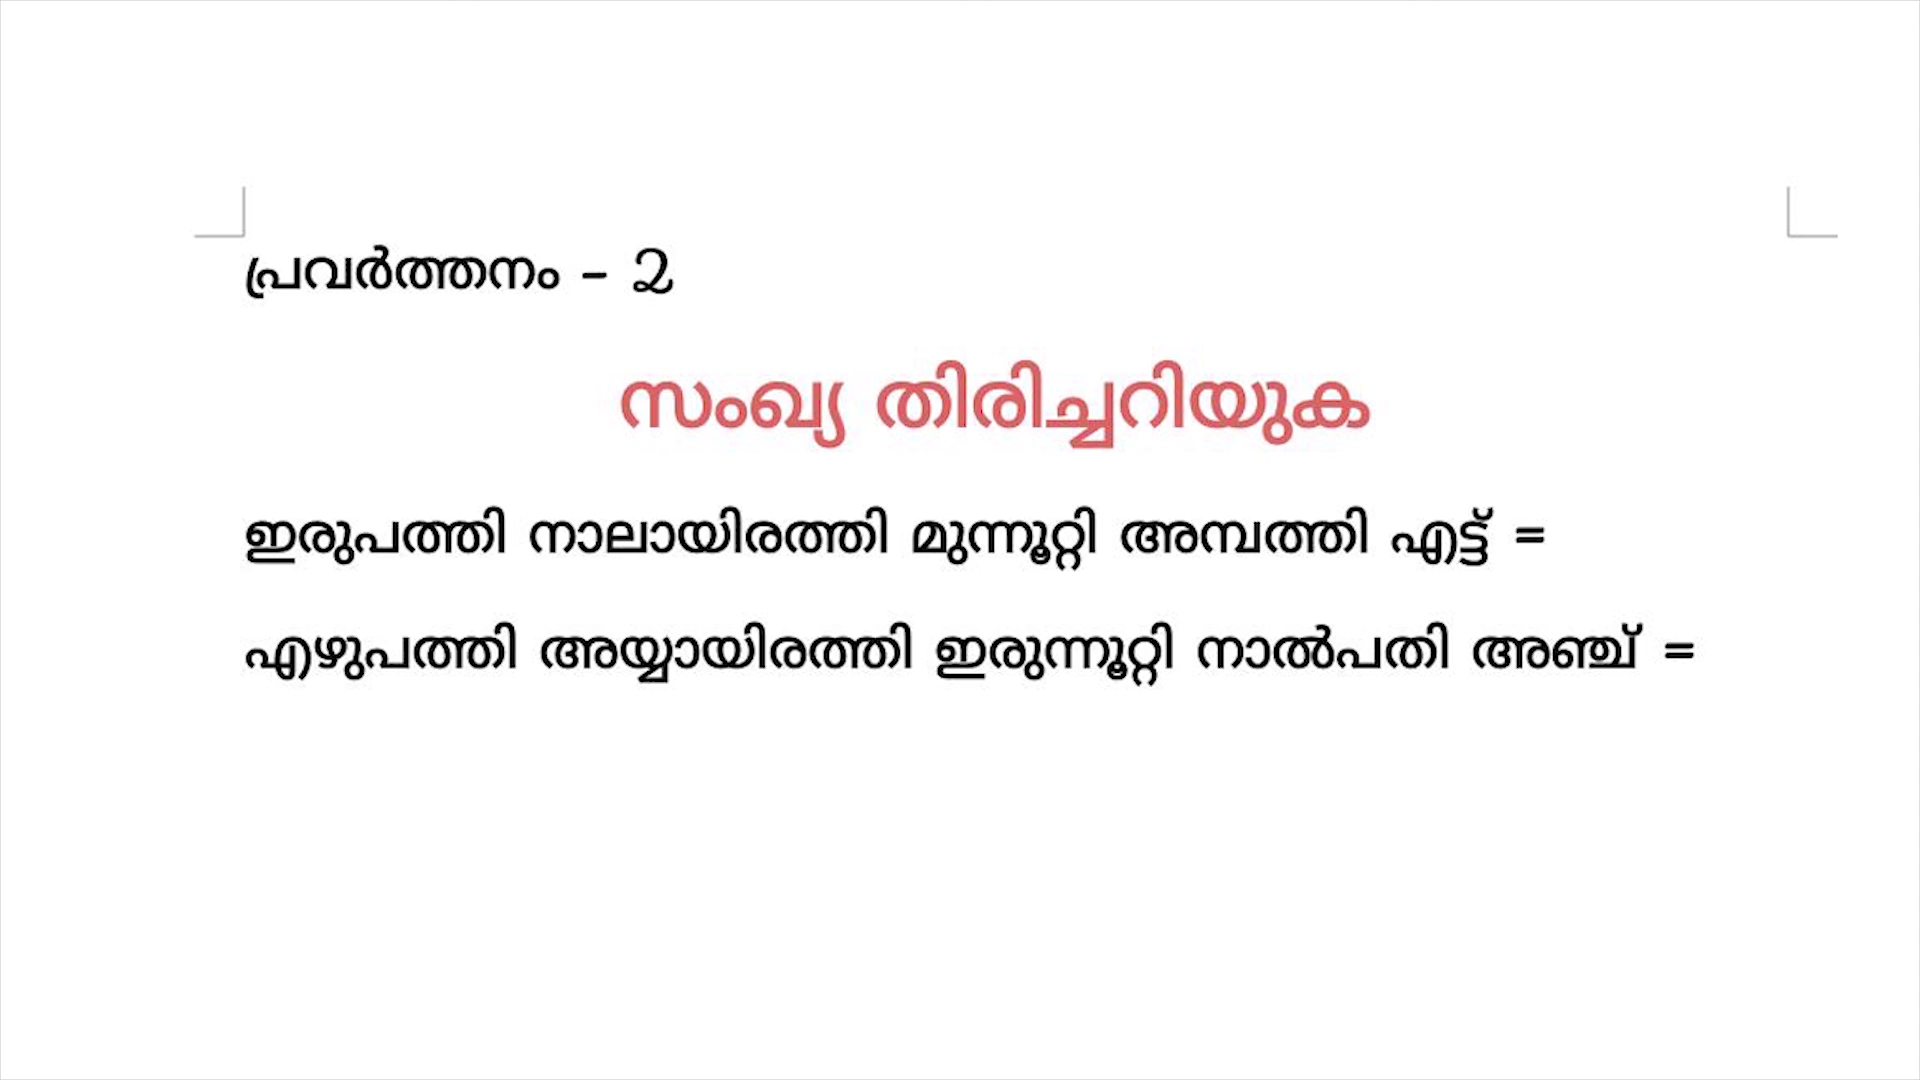 പ്രവർത്തനം - 2
സംഖ്യ തിരിച്ചറിയുക
ഇരുപത്തി നാലായിരത്തി മുന്നൂറ്റി അമ്പത്തി എട്ട് =
എഴുപത്തി അയ്യായിരത്തി ഇരുന്നൂറ്റി നാൽപതി അഞ്ച് =